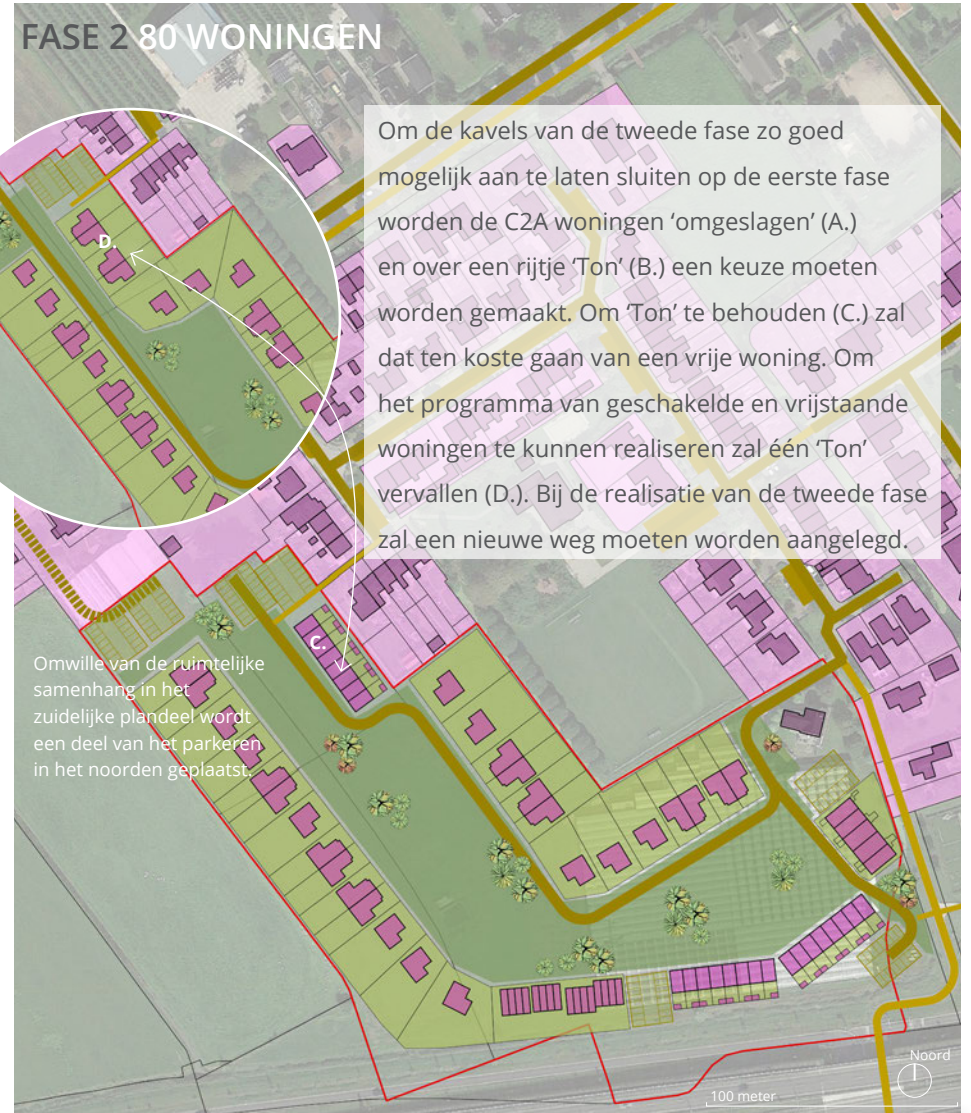 FASE 2 80 WONINGEN
Om de kavels van de tweede fase zo goed
mogelijk aan te laten sluiten op de eerste fase
worden de C2A woningen ‘omgeslagen’ (A.)
en over een rijtje ‘Ton’ (B.) een keuze moeten
worden gemaakt. Om ‘Ton’ te behouden (C.) zal
dat ten koste gaan van een vrije woning. Om
het programma van geschakelde en vrijstaande
woningen te kunnen realiseren zal één ‘Ton’
vervallen (D.). Bij de realisatie van de tweede fase
zal een nieuwe weg moeten worden aangelegd.
D.
C.
Omwille van de ruimtelijke
samenhang in het
zuidelijke plandeel wordt
een deel van het parkeren
in het noorden geplaatst.
Noord
100 meter